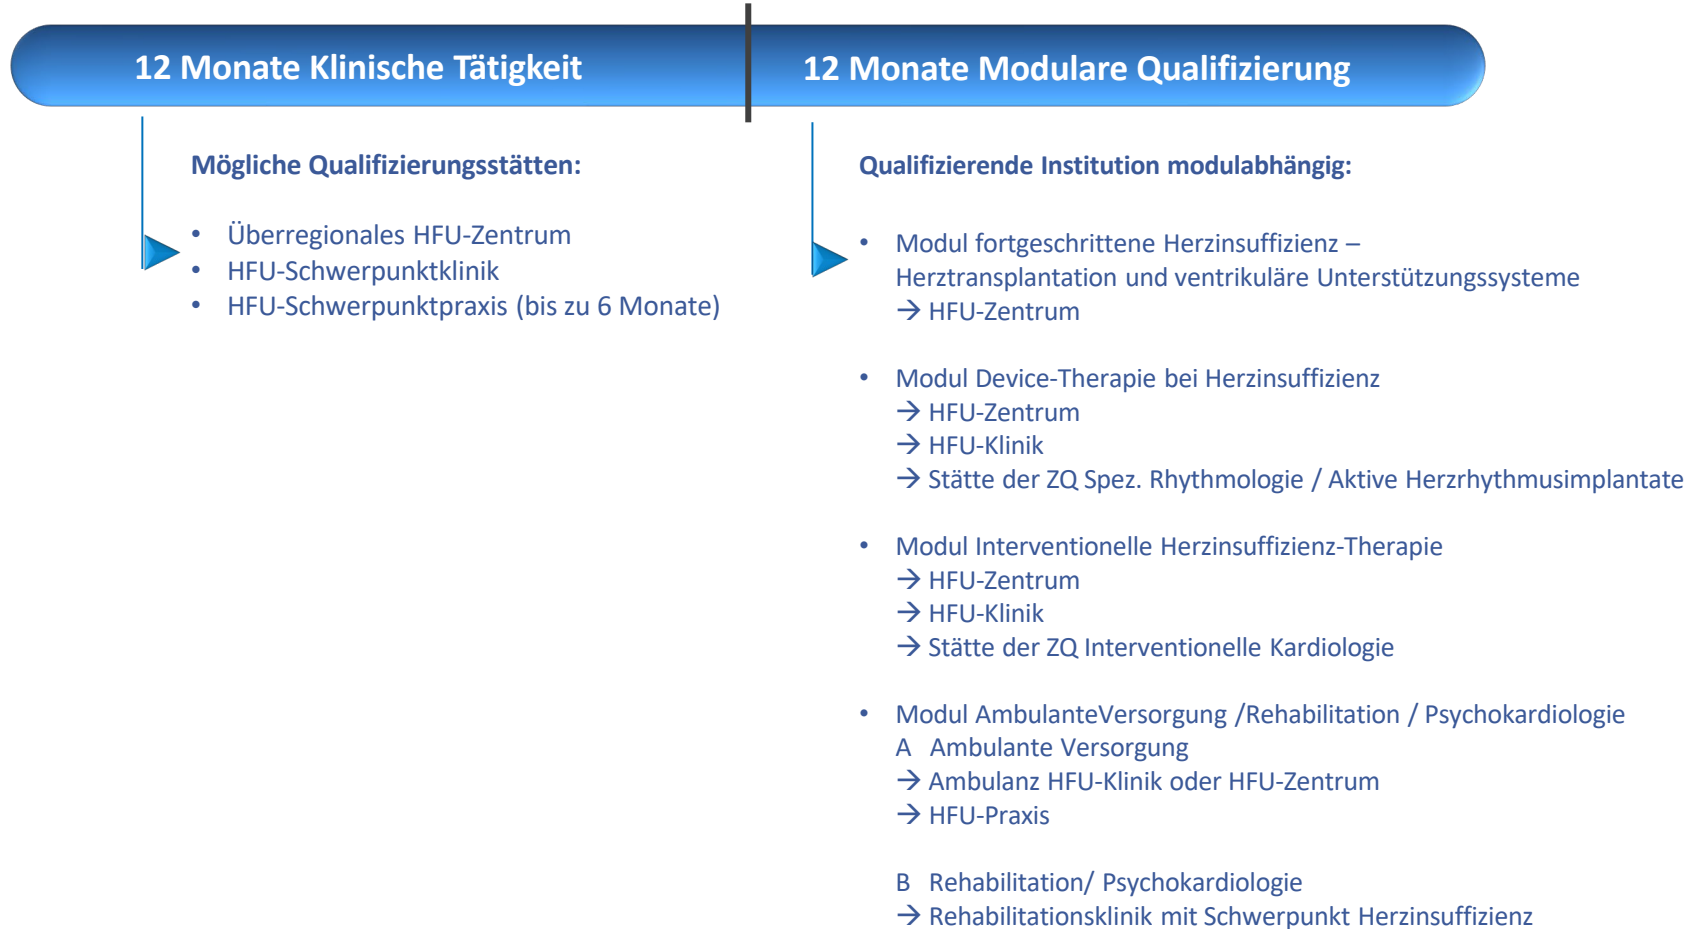 12 Monate Klinische Tätigkeit
12 Monate Modulare Qualifizierung
Mögliche Qualifizierungsstätten:
• Überregionales HFU-Zentrum
• HFU-Schwerpunktklinik
• HFU-Schwerpunktpraxis (bis zu 6 Monate)
Qualifizierende Institution modulabhängig:
• Modul fortgeschrittene Herzinsuffizienz –
Herztransplantation und ventrikuläre Unterstützungssysteme
→ HFU-Zentrum
• Modul Device-Therapie bei Herzinsuffizienz
→ HFU-Zentrum
→ HFU-Klinik
→ Stätte der ZQ Spez. Rhythmologie / Aktive Herzrhythmusimplantate
• Modul Interventionelle Herzinsuffizienz-Therapie
→ HFU-Zentrum
→ HFU-Klinik
→ Stätte der ZQ Interventionelle Kardiologie
• Modul AmbulanteVersorgung /Rehabilitation / Psychokardiologie
A Ambulante Versorgung
→ Ambulanz HFU-Klinik oder HFU-Zentrum
→ HFU-Praxis
B Rehabilitation/ Psychokardiologie
→ Rehabilitationsklinik mit Schwerpunkt Herzinsuffizienz